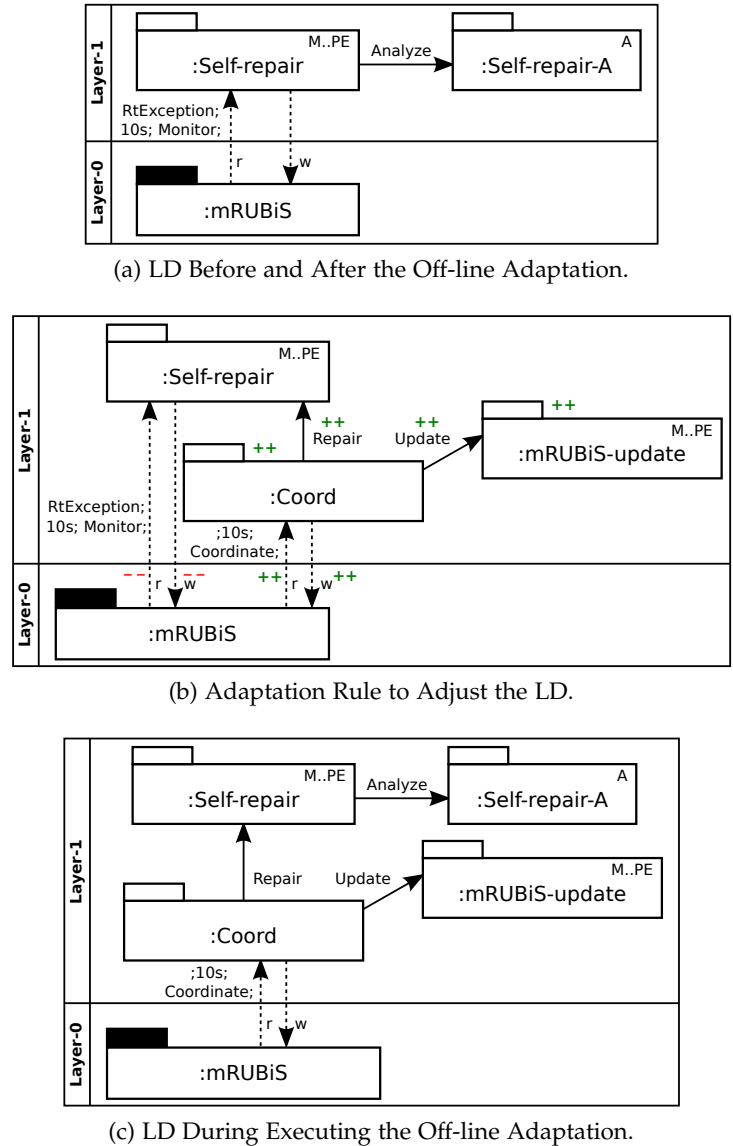 Layer-1
M..PE
:Self-repair
Analyze
A
:Self-repair-A
RtException;
10s; Monitor;
r
w
Layer-0
:mRUBiS
(a) LD Before and After the Off-line Adaptation.
Layer-1
M..PE
:Self-repair
++
Repair
++
Update
++
M..PE
:mRUBiS-update
++
:Coord
RtException;
10s; Monitor;
;10s;
Coordinate;
Layer-0
-- r w --
++ r w ++
:mRUBiS
(b) Adaptation Rule to Adjust the LD.
Layer-1
M..PE
:Self-repair
Analyze
A
:Self-repair-A
Repair
Update
M..PE
:mRUBiS-update
:Coord
;10s;
Coordinate;
r
w
Layer-0
:mRUBiS
(c) LD During Executing the Off-line Adaptation.